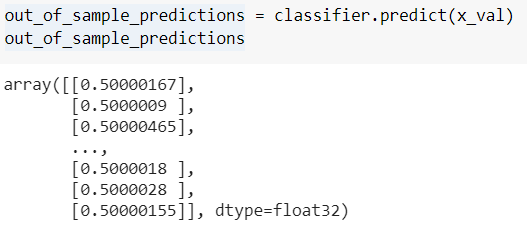 out_of_sample_predictions = classifier.predict(x_val)
out_of_sample_predictions
array([[0.50000167],
       [0.5000009 ],
       [0.50000465],
       ...,
       [0.5000018 ],
       [0.5000028 ],
       [0.50000155]], dtype=float32)